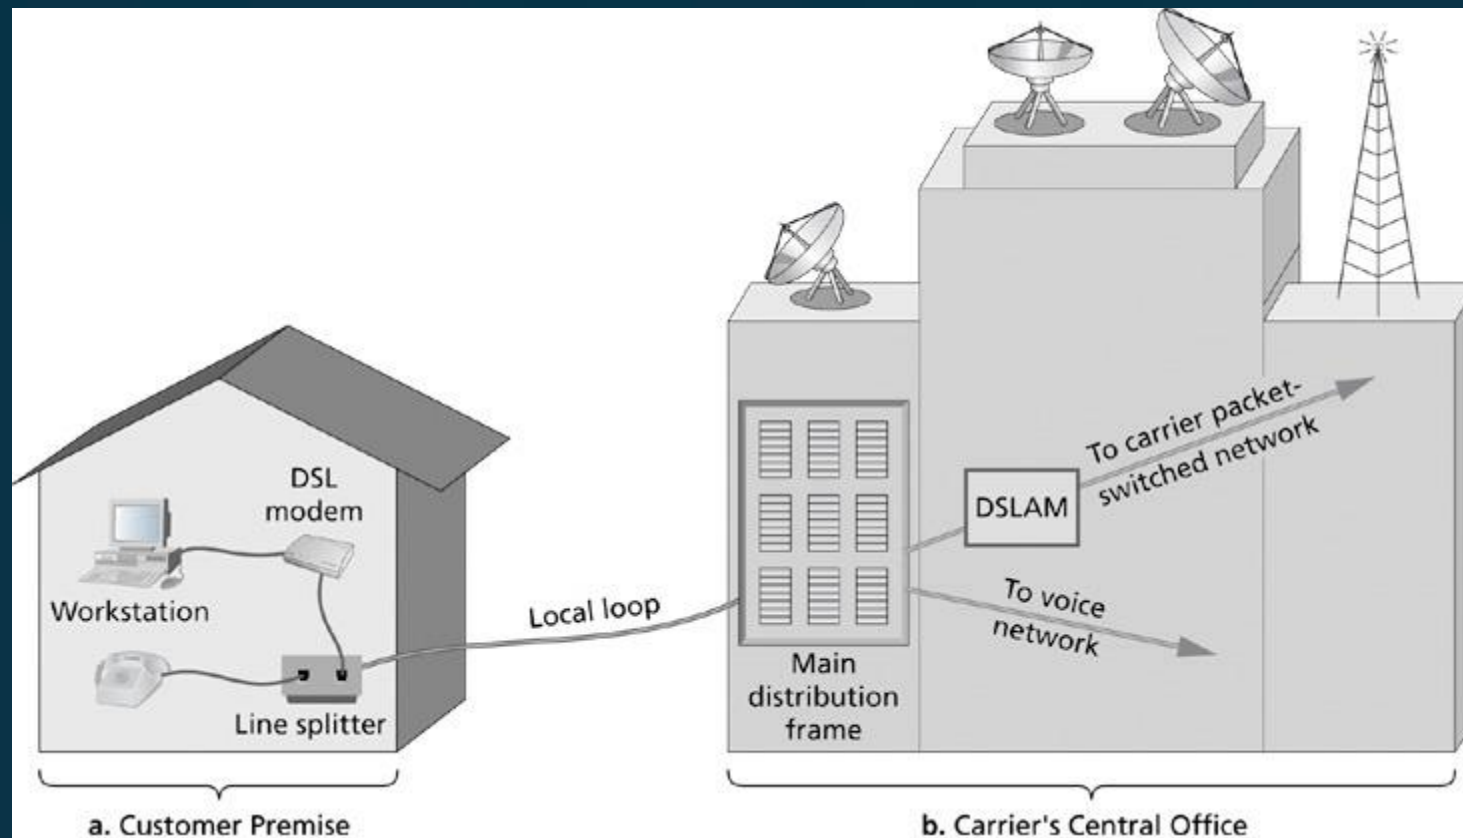 DSL
modem
Workstation
Line splitter
Local loop
Main
distribution
frame
DSLAM
To carrier packet-
switched network
To voice
network
a. Customer Premise
b. Carrier's Central Office